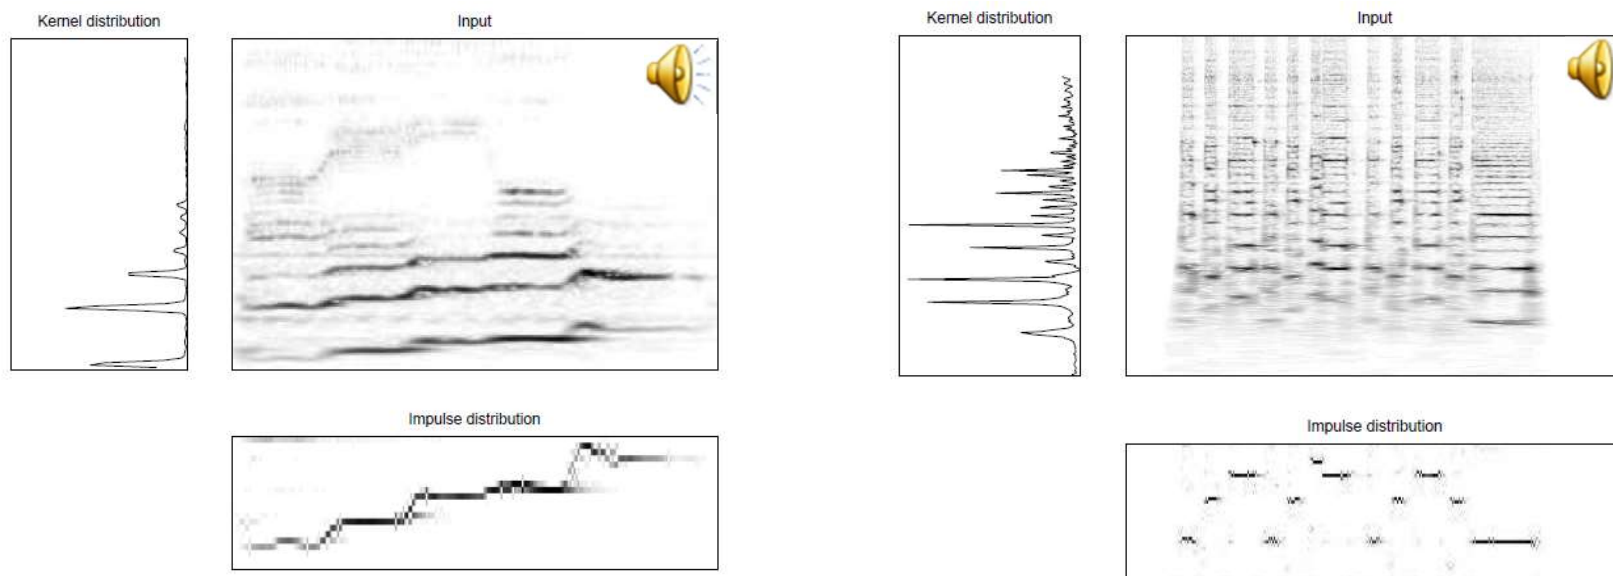 Kernel distribution
Input
Impulse distribution
Kernel distribution
Input
Impulse distribution